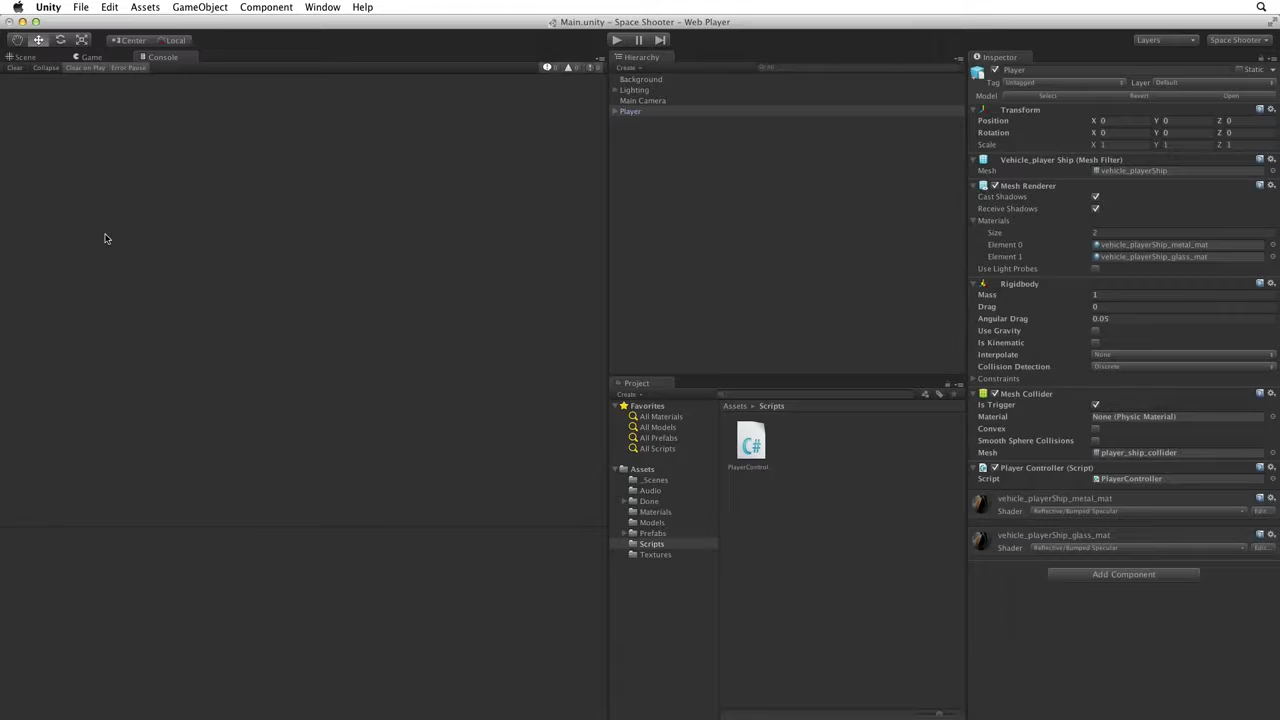 Unity File Edit Assets GameObject Component Window Help
Main.unity – Space Shooter – Web Player
Center Local
Layers Space Shooter
Scene Game Console
Clear Collapse Clear on Play Error Pause
Hierarchy
Create
Background
Lighting
Main Camera
Player
Project
Create
Favorites
All Materials
All Models
All Prefabs
All Scripts
Assets
_Scenes
Audio
Done
Materials
Models
Prefabs
Scripts
Textures
Assets ▸ Scripts
C#
PlayerControl...
Inspector
Player Static
Tag Untagged Layer Default
Model Select Revert Open
Transform
Position X 0 Y 0 Z 0
Rotation X 0 Y 0 Z 0
Scale X 1 Y 1 Z 1
Vehicle_player Ship (Mesh Filter)
Mesh vehicle_playerShip
Mesh Renderer
Cast Shadows
Receive Shadows
Materials
Size 2
Element 0 vehicle_playerShip_metal_mat
Element 1 vehicle_playerShip_glass_mat
Use Light Probes
Rigidbody
Mass 1
Drag 0
Angular Drag 0.05
Use Gravity
Is Kinematic
Interpolate None
Collision Detection Discrete
Constraints
Mesh Collider
Is Trigger
Material None (Physic Material)
Convex
Smooth Sphere Collisions
Mesh player_ship_collider
Player Controller (Script)
Script PlayerController
vehicle_playerShip_metal_mat
Shader Reflective/Bumped Specular Edit...
vehicle_playerShip_glass_mat
Shader Reflective/Bumped Specular Edit...
Add Component